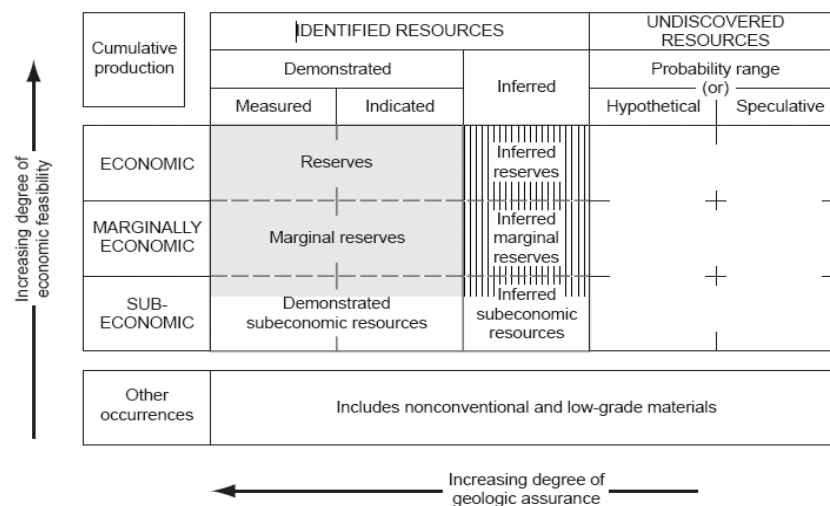 Cumulative
production
IDENTIFIED RESOURCES
UNDISCOVERED
RESOURCES
Demonstrated
Inferred
Probability range
(or)
Measured
Indicated
Hypothetical
Speculative
ECONOMIC
Reserves
Inferred
reserves
MARGINALLY
ECONOMIC
Marginal reserves
Inferred
marginal
reserves
SUB-
ECONOMIC
Demonstrated
subeconomic resources
Inferred
subeconomic
resources
Other
occurrences
Includes nonconventional and low-grade materials
Increasing degree of
economic feasibility
Increasing degree of
geologic assurance